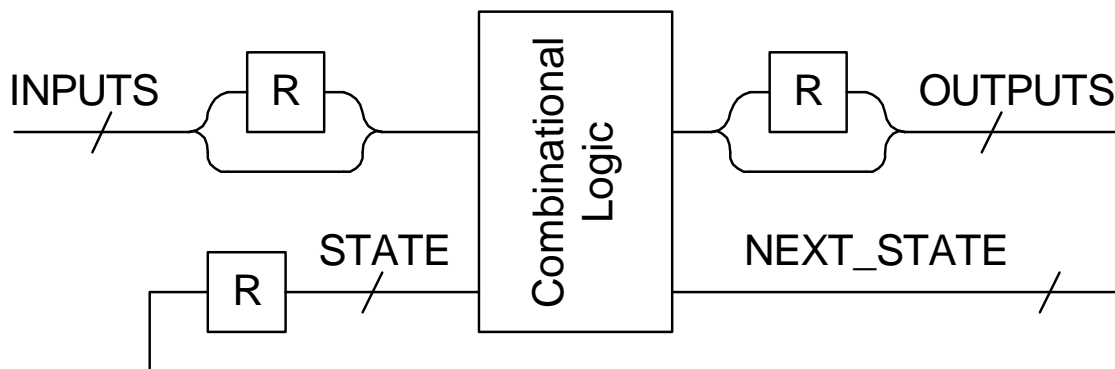 INPUTS
R
Combinational
Logic
R
OUTPUTS
R
STATE
NEXT_STATE